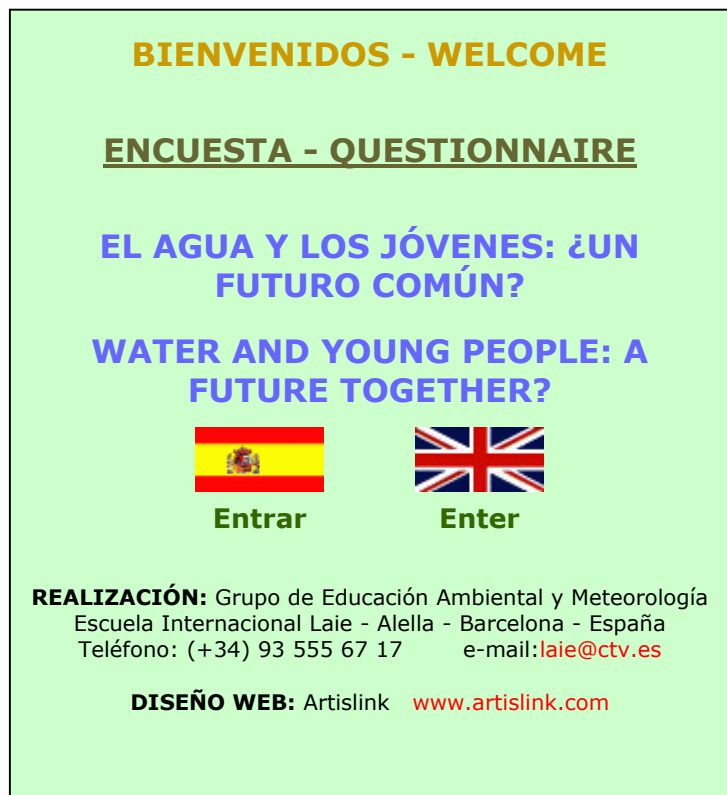 BIENVENIDOS - WELCOME
ENCUESTA - QUESTIONNAIRE
EL AGUA Y LOS JÓVENES: ¿UN
FUTURO COMÚN?
WATER AND YOUNG PEOPLE: A
FUTURE TOGETHER?
Entrar Enter
REALIZACIÓN: Grupo de Educación Ambiental y Meteorología
Escuela Internacional Laie - Alella - Barcelona - España
Teléfono: (+34) 93 555 67 17 e-mail:laie@ctv.es
DISEÑO WEB: Artislink www.artislink.com